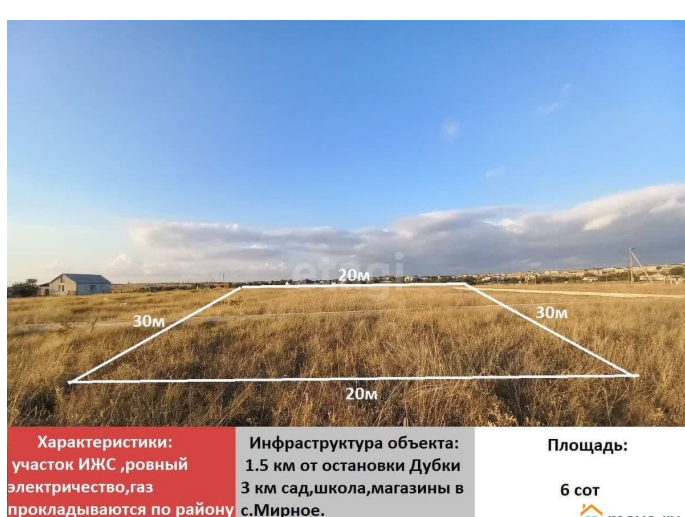 etagi
20м
30м
30м
20м
Характеристики:
участок ИЖС ,ровный
электричество,газ
прокладываются по району
Инфраструктура объекта:
1.5 км от остановки Дубки
3 км сад,школа,магазины в
с.Мирное.
Площадь:
6 сот